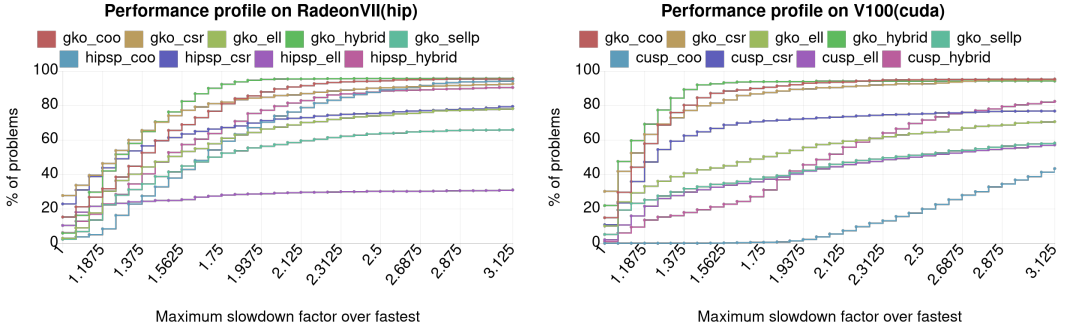 Performance profile on RadeonVII(hip)
gko_coo gko_csr gko_ell gko_hybrid gko_sellp
hipsp_coo hipsp_csr hipsp_ell hipsp_hybrid
100
80
60
40
20
0
% of problems
1 1.1875 1.375 1.5625 1.75 1.9375 2.125 2.3125 2.5 2.6875 2.875 3.125
Maximum slowdown factor over fastest
Performance profile on V100(cuda)
gko_coo gko_csr gko_ell gko_hybrid gko_sellp
cusp_coo cusp_csr cusp_ell cusp_hybrid
100
80
60
40
20
0
% of problems
1 1.1875 1.375 1.5625 1.75 1.9375 2.125 2.3125 2.5 2.6875 2.875 3.125
Maximum slowdown factor over fastest